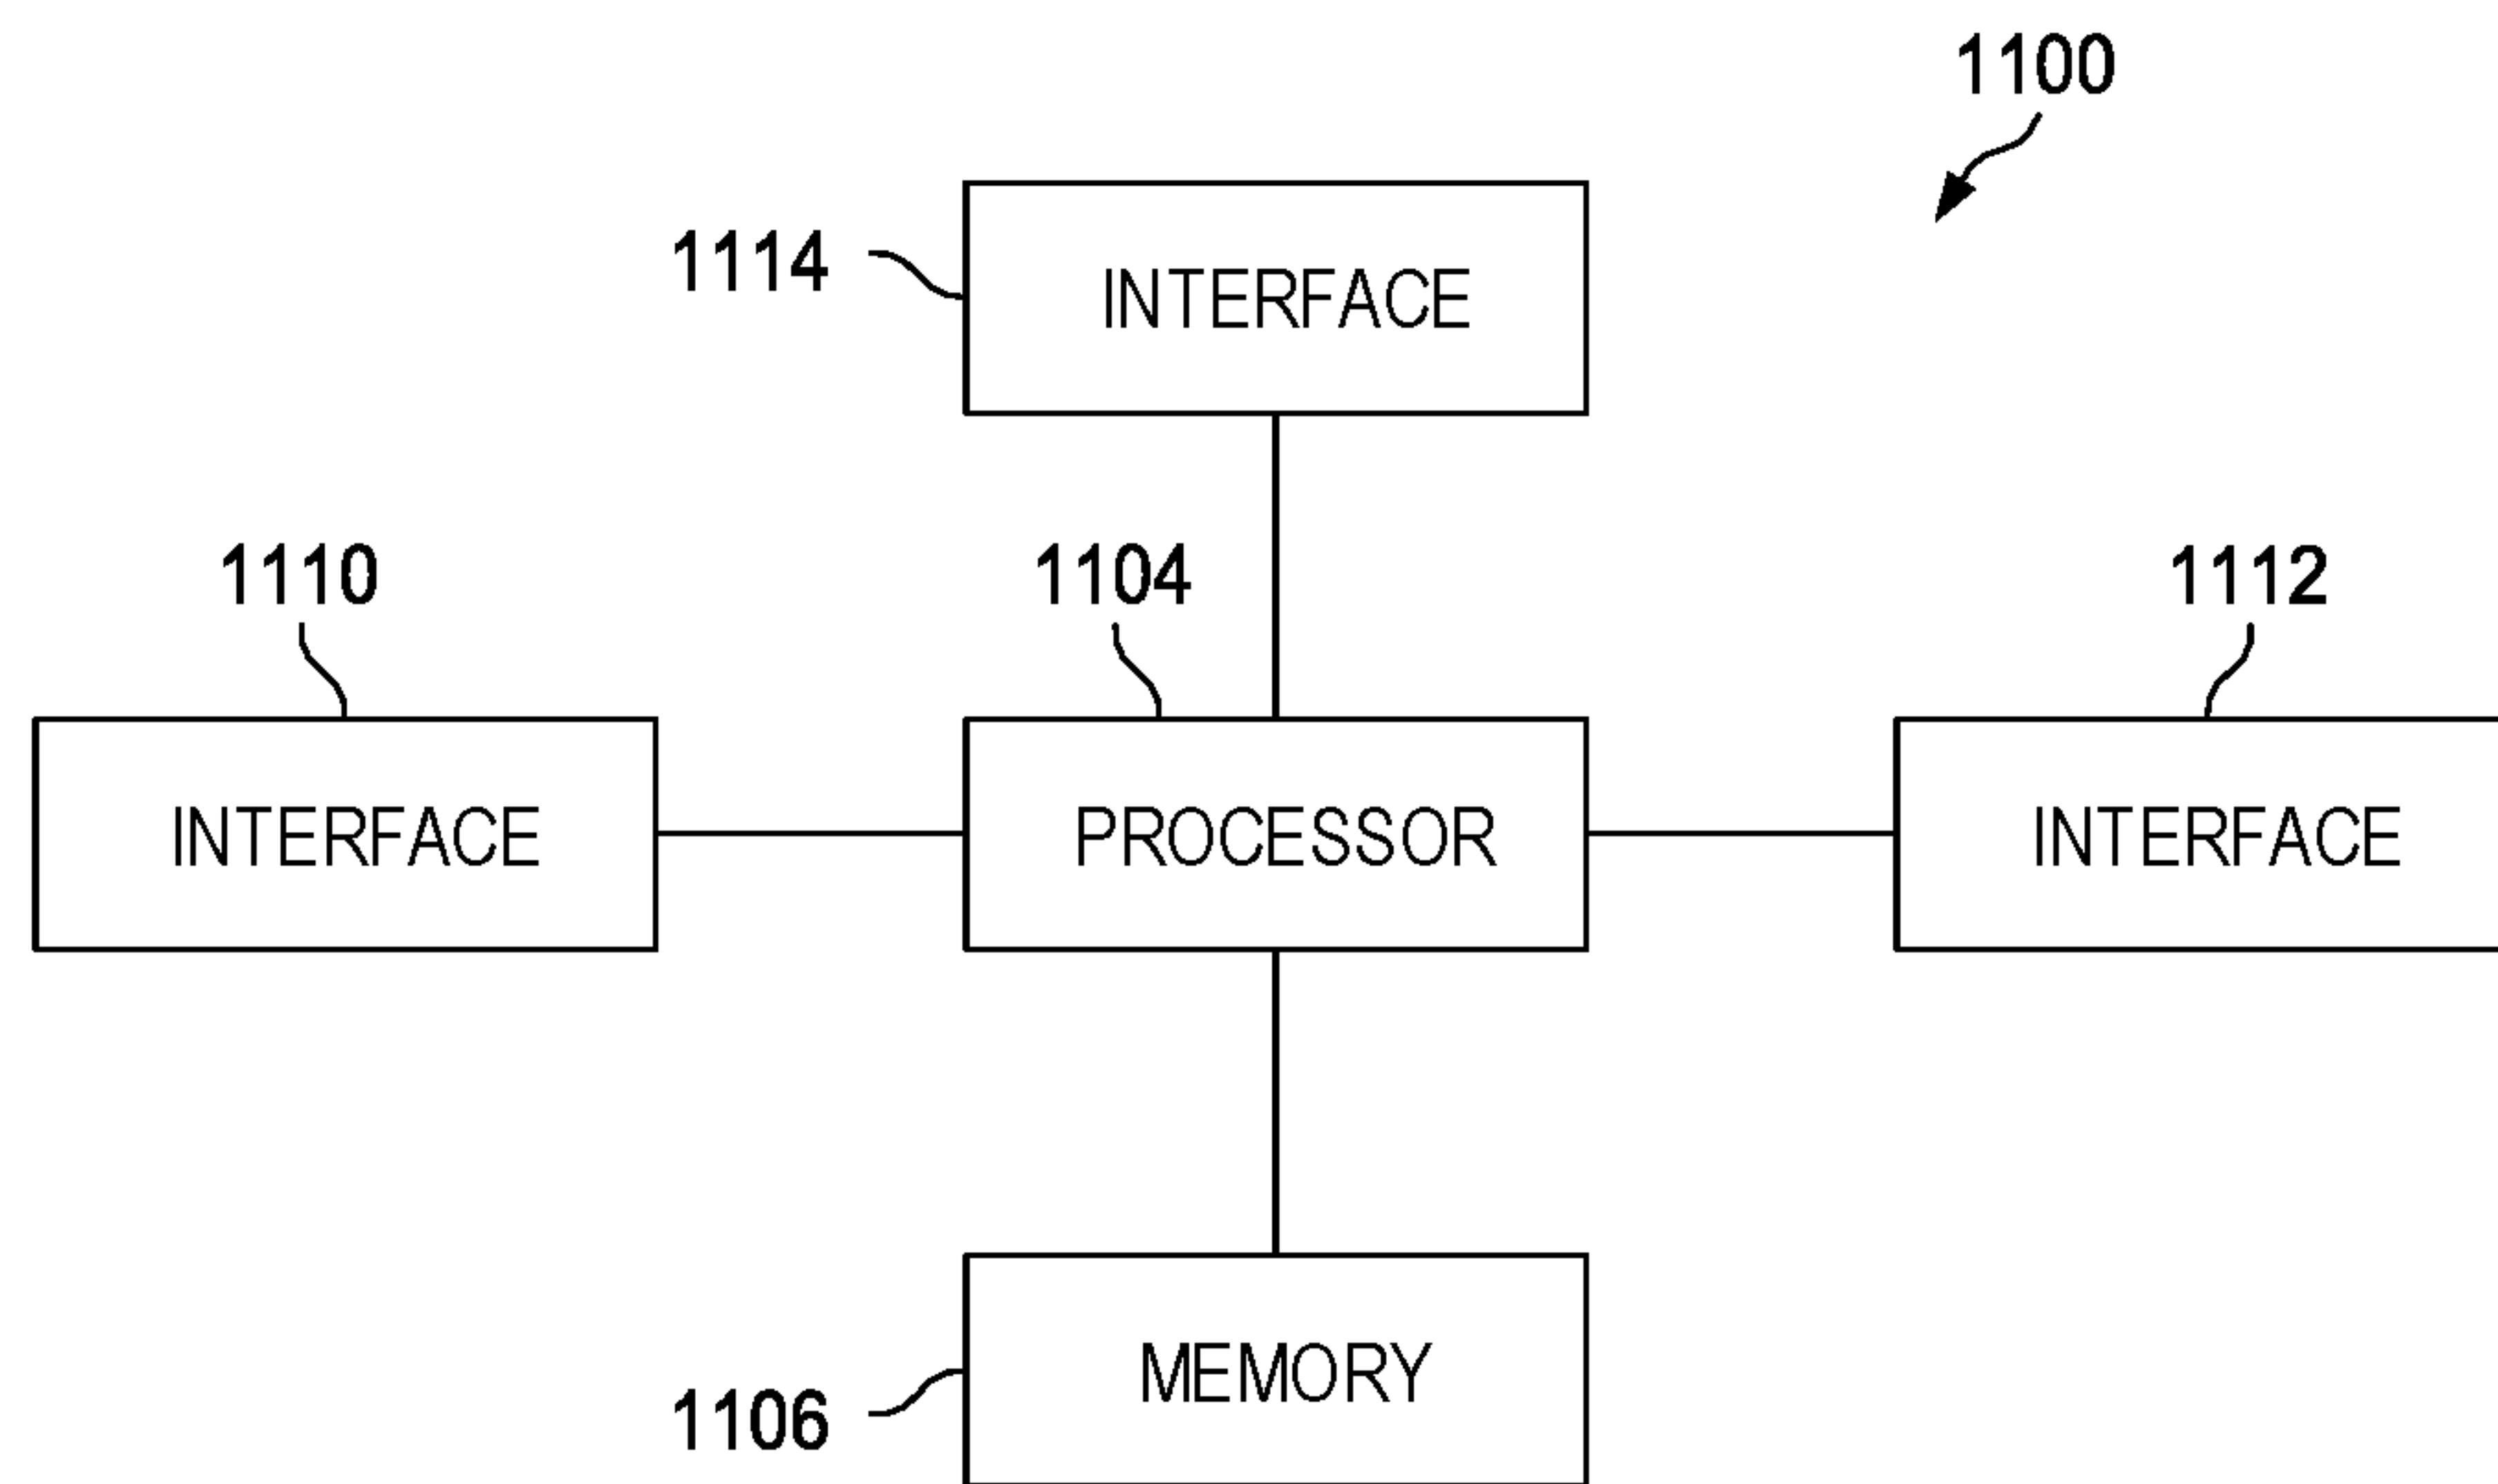 1100
1114
INTERFACE
1110
1104
1112
INTERFACE
PROCESSOR
INTERFACE
MEMORY
1106